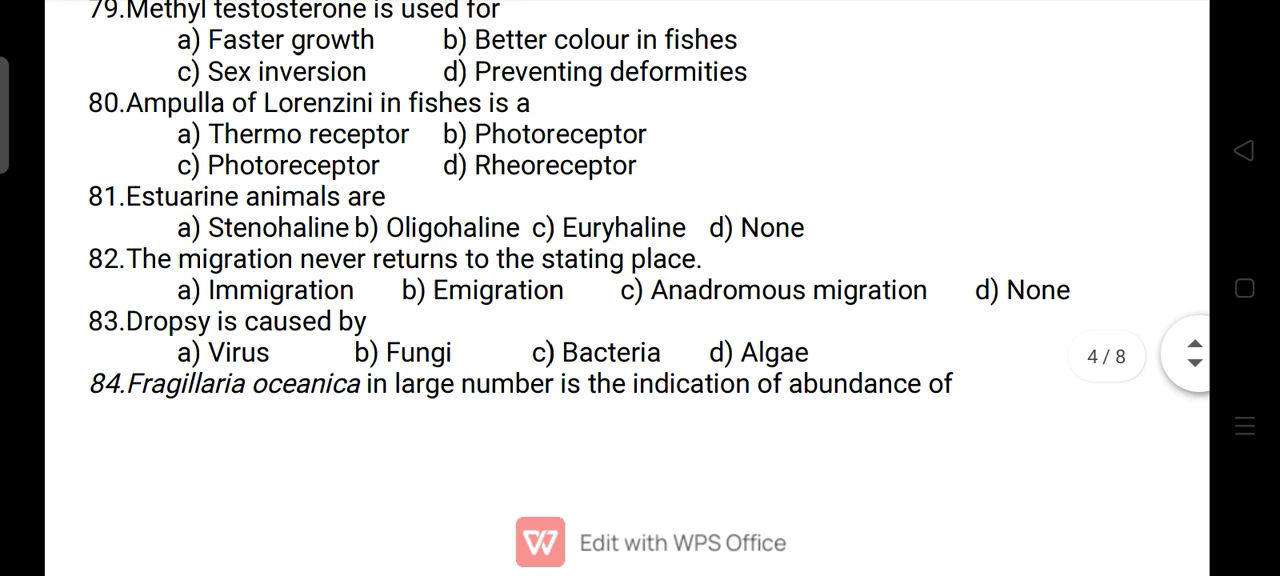 79.Methyl testosterone is used for
a) Faster growth b) Better colour in fishes
c) Sex inversion d) Preventing deformities
80.Ampulla of Lorenzini in fishes is a
a) Thermo receptor b) Photoreceptor
c) Photoreceptor d) Rheoreceptor
81.Estuarine animals are
a) Stenohaline b) Oligohaline c) Euryhaline d) None
82.The migration never returns to the stating place.
a) Immigration b) Emigration c) Anadromous migration d) None
83.Dropsy is caused by
a) Virus b) Fungi c) Bacteria d) Algae
4 / 8
84.Fragillaria oceanica in large number is the indication of abundance of
Edit with WPS Office